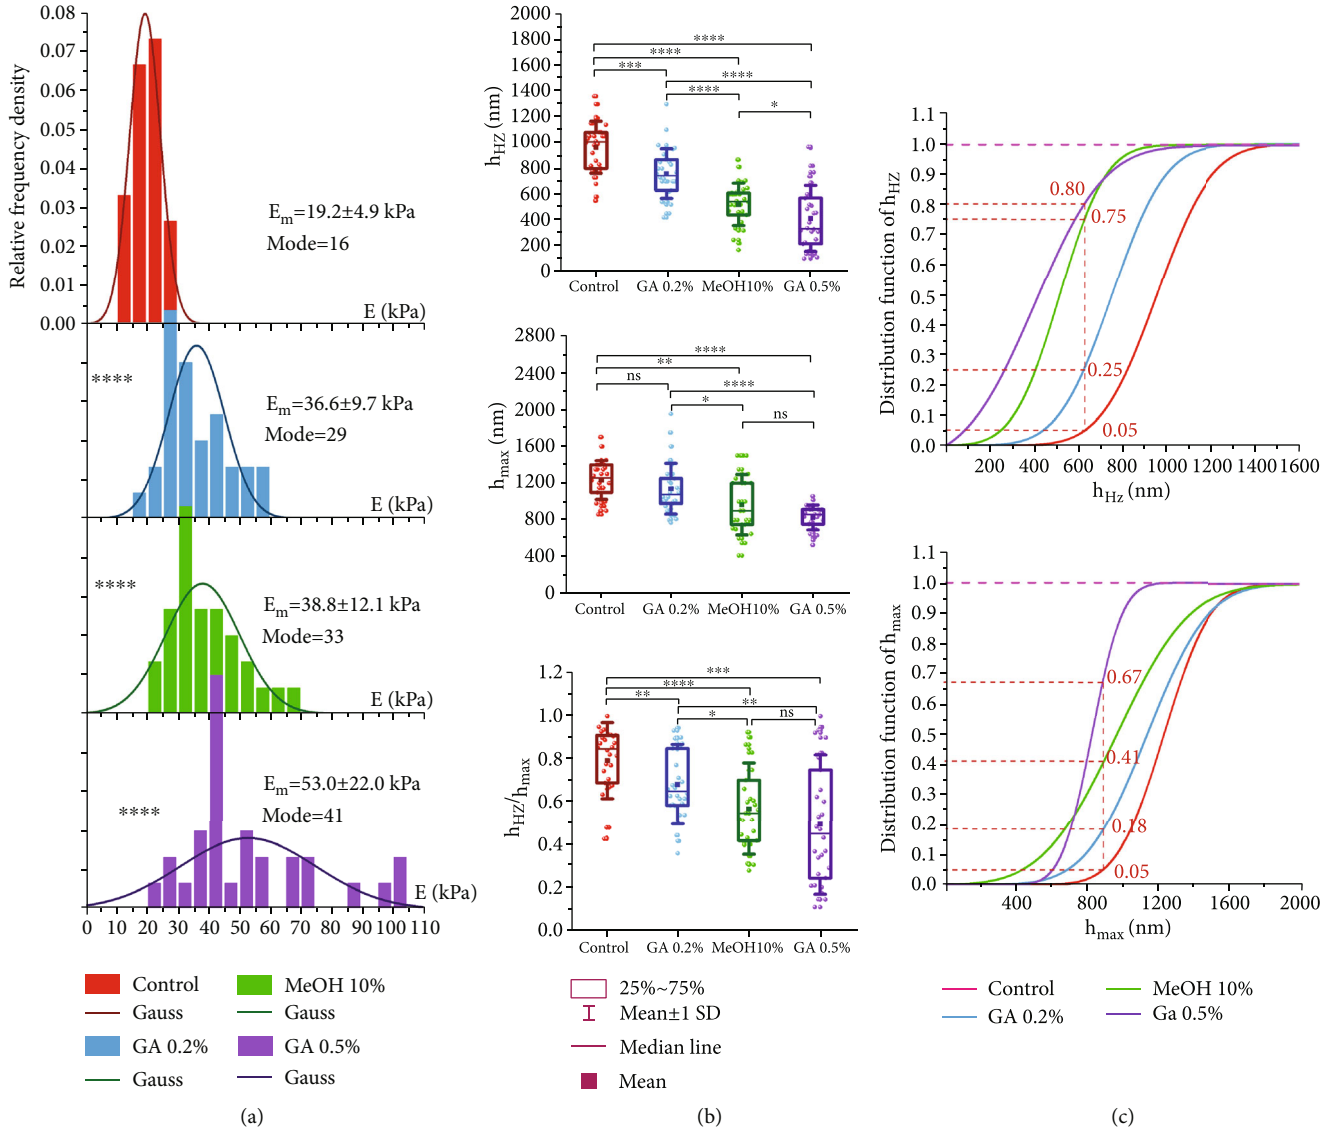 0.08
0.07
0.06
0.05
0.04
0.03
0.02
0.01
0.00
Relative frequency density
E_m=19.2±4.9 kPa
Mode=16
E (kPa)
****
E_m=36.6±9.7 kPa
Mode=29
E (kPa)
****
E_m=38.8±12.1 kPa
Mode=33
E (kPa)
****
E_m=53.0±22.0 kPa
Mode=41
E (kPa)
0 10 20 30 40 50 60 70 80 90 100 110
Control
MeOH 10%
Gauss
Gauss
GA 0.2%
GA 0.5%
Gauss
Gauss
(a)
2000
1800
1600
1400
1200
1000
800
600
400
200
0
h_HZ (nm)
****
****
***
****
****
*
Control GA 0.2% MeOH10% GA 0.5%
2800
2400
2000
1600
1200
800
400
0
h_max (nm)
****
**
ns
****
*
ns
Control GA 0.2% MeOH10% GA 0.5%
1.2
1.0
0.8
0.6
0.4
0.2
0.0
h_HZ/h_max
***
****
**
**
*
ns
Control GA 0.2% MeOH10% GA 0.5%
25%~75%
Mean±1 SD
Median line
Mean
(b)
1.1
1.0
0.9
0.8
0.7
0.6
0.5
0.4
0.3
0.2
0.1
0.0
Distribution function of h_HZ
0.80
0.75
0.25
0.05
200 400 600 800 1000 1200 1400 1600
h_Hz (nm)
1.1
1.0
0.9
0.8
0.7
0.6
0.5
0.4
0.3
0.2
0.1
0.0
Distribution function of h_max
0.67
0.41
0.18
0.05
400 800 1200 1600 2000
h_max (nm)
Control
MeOH 10%
GA 0.2%
Ga 0.5%
(c)